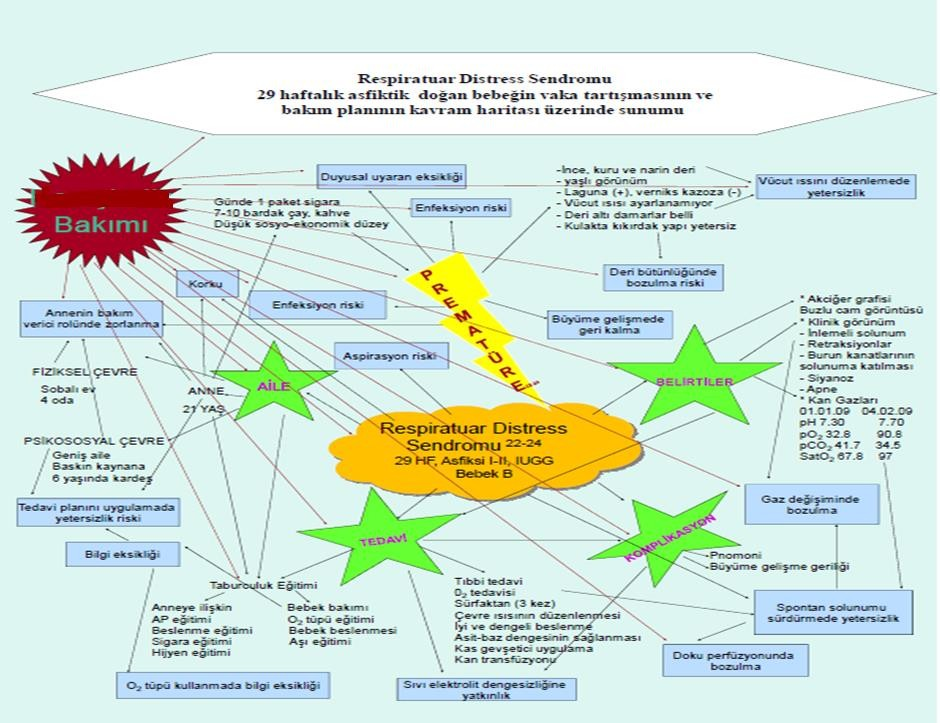 Respiratuar Distress Sendromu
29 haftalık asfiktik doğan bebeğin vaka tartışmasının ve
bakım planının kavram haritası üzerinde sunumu
Bakımı
Duyusal uyaran eksikliği
Günde 1 paket sigara
7-10 bardak çay, kahve
Düşük sosyo-ekonomik düzey
Enfeksiyon riski
-İnce, kuru ve narin deri
- yaşlı görünüm
- Laguna (+), verniks kazoza (-)
- Vücut ısısı ayarlanamıyor
- Deri altı damarlar belli
- Kulakta kıkırdak yapı yetersiz
Vücut ıssını düzenlemede
yetersizlik
Deri bütünlüğünde
bozulma riski
Korku
Enfeksiyon riski
PREMATÜRE
Büyüme gelişmede
geri kalma
Annenin bakım
verici rolünde zorlanma
Aspirasyon riski
AİLE
BELIRTILER
* Akciğer grafisi
Buzlu cam görüntüsü
* Klinik görünüm
- İnlemeli solunum
- Retraksiyonlar
- Burun kanatlarının
solunuma katılması
- Siyanoz
- Apne
* Kan Gazları
01.01.09 04.02.09
pH 7.30 7.70
pO2 32.8 90.8
pCO2 41.7 34.5
SatO2 67.8 97
FİZİKSEL ÇEVRE
Sobalı ev
4 oda
ANNE
21 YAŞ
PSİKOSOSYAL ÇEVRE
Geniş aile
Baskın kaynana
6 yaşında kardeş
Respiratuar Distress
Sendromu 22-24
29 HF, Asfiksi I-II, IUGG
Bebek B
Tedavi planını uygulamada
yetersizlik riski
Bilgi eksikliği
TEDAVİ
KOMPLİKASYON
-Pnomoni
-Büyüme gelişme geriliği
Gaz değişiminde
bozulma
Taburculuk Eğitimi
Anneye ilişkin
AP eğitimi
Beslenme eğitimi
Sigara eğitimi
Hijyen eğitimi
Bebek bakımı
O2 tüpü eğitimi
Bebek beslenmesi
Aşı eğitimi
Tıbbi tedavi
02 tedavisi
Sürfaktan (3 kez)
Çevre ısısının düzenlenmesi
İyi ve dengeli beslenme
Asit-baz dengesinin sağlanması
Kas gevşetici uygulama
Kan transfüzyonu
Spontan solunumu
sürdürmede yetersizlik
Doku perfüzyonunda
bozulma
O2 tüpü kullanmada bilgi eksikliği
Sıvı elektrolit dengesizliğine
yatkınlık